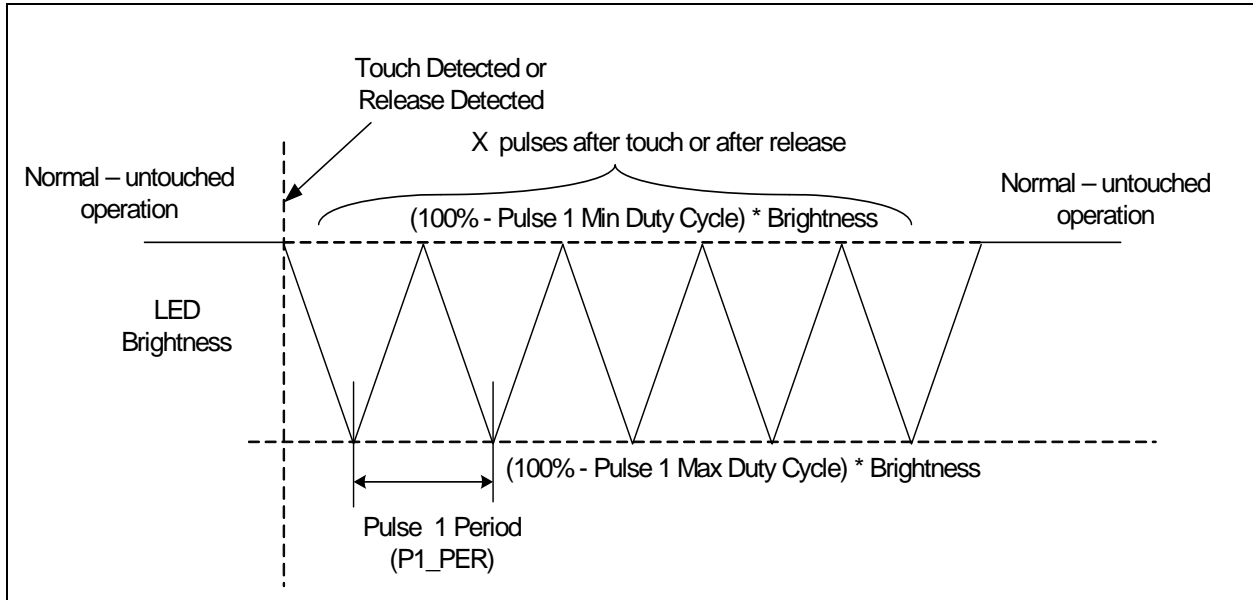 Touch Detected or
Release Detected
X pulses after touch or after release
Normal – untouched
operation
Normal – untouched
operation
(100% - Pulse 1 Min Duty Cycle) * Brightness
LED
Brightness
(100% - Pulse 1 Max Duty Cycle) * Brightness
Pulse 1 Period
(P1_PER)